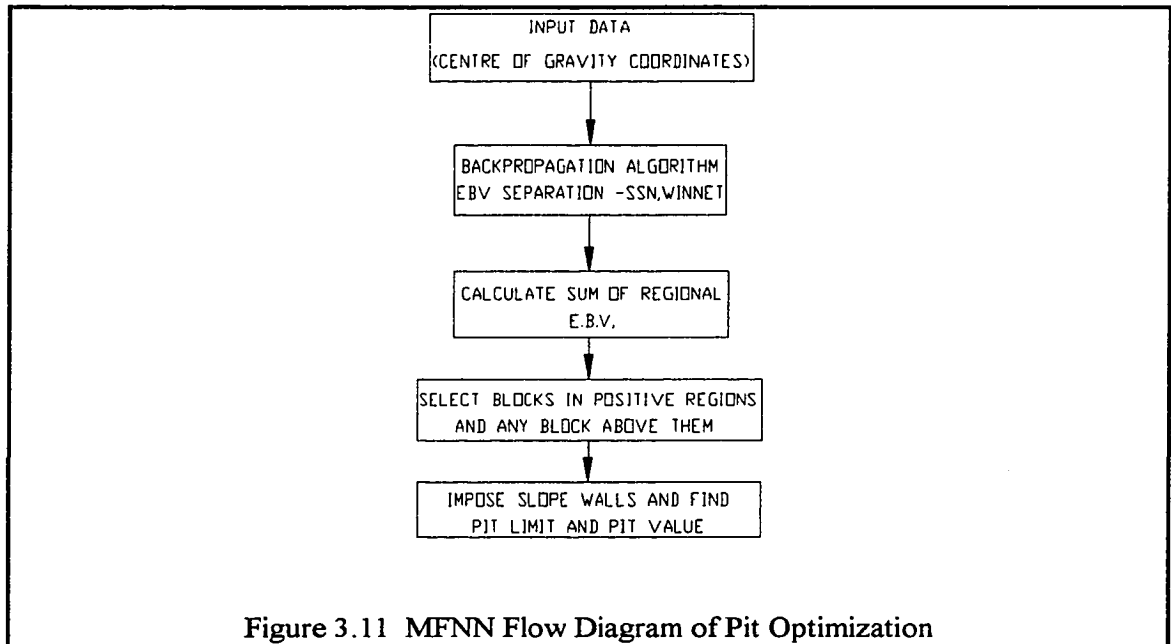 INPUT DATA
(CENTRE OF GRAVITY COORDINATES)
BACKPROPAGATION ALGORITHM
EBV SEPARATION -SSN,WINNET
CALCULATE SUM OF REGIONAL
E.B.V.
SELECT BLOCKS IN POSITIVE REGIONS
AND ANY BLOCK ABOVE THEM
IMPOSE SLOPE WALLS AND FIND
PIT LIMIT AND PIT VALUE
Figure 3.11 MFNN Flow Diagram of Pit Optimization